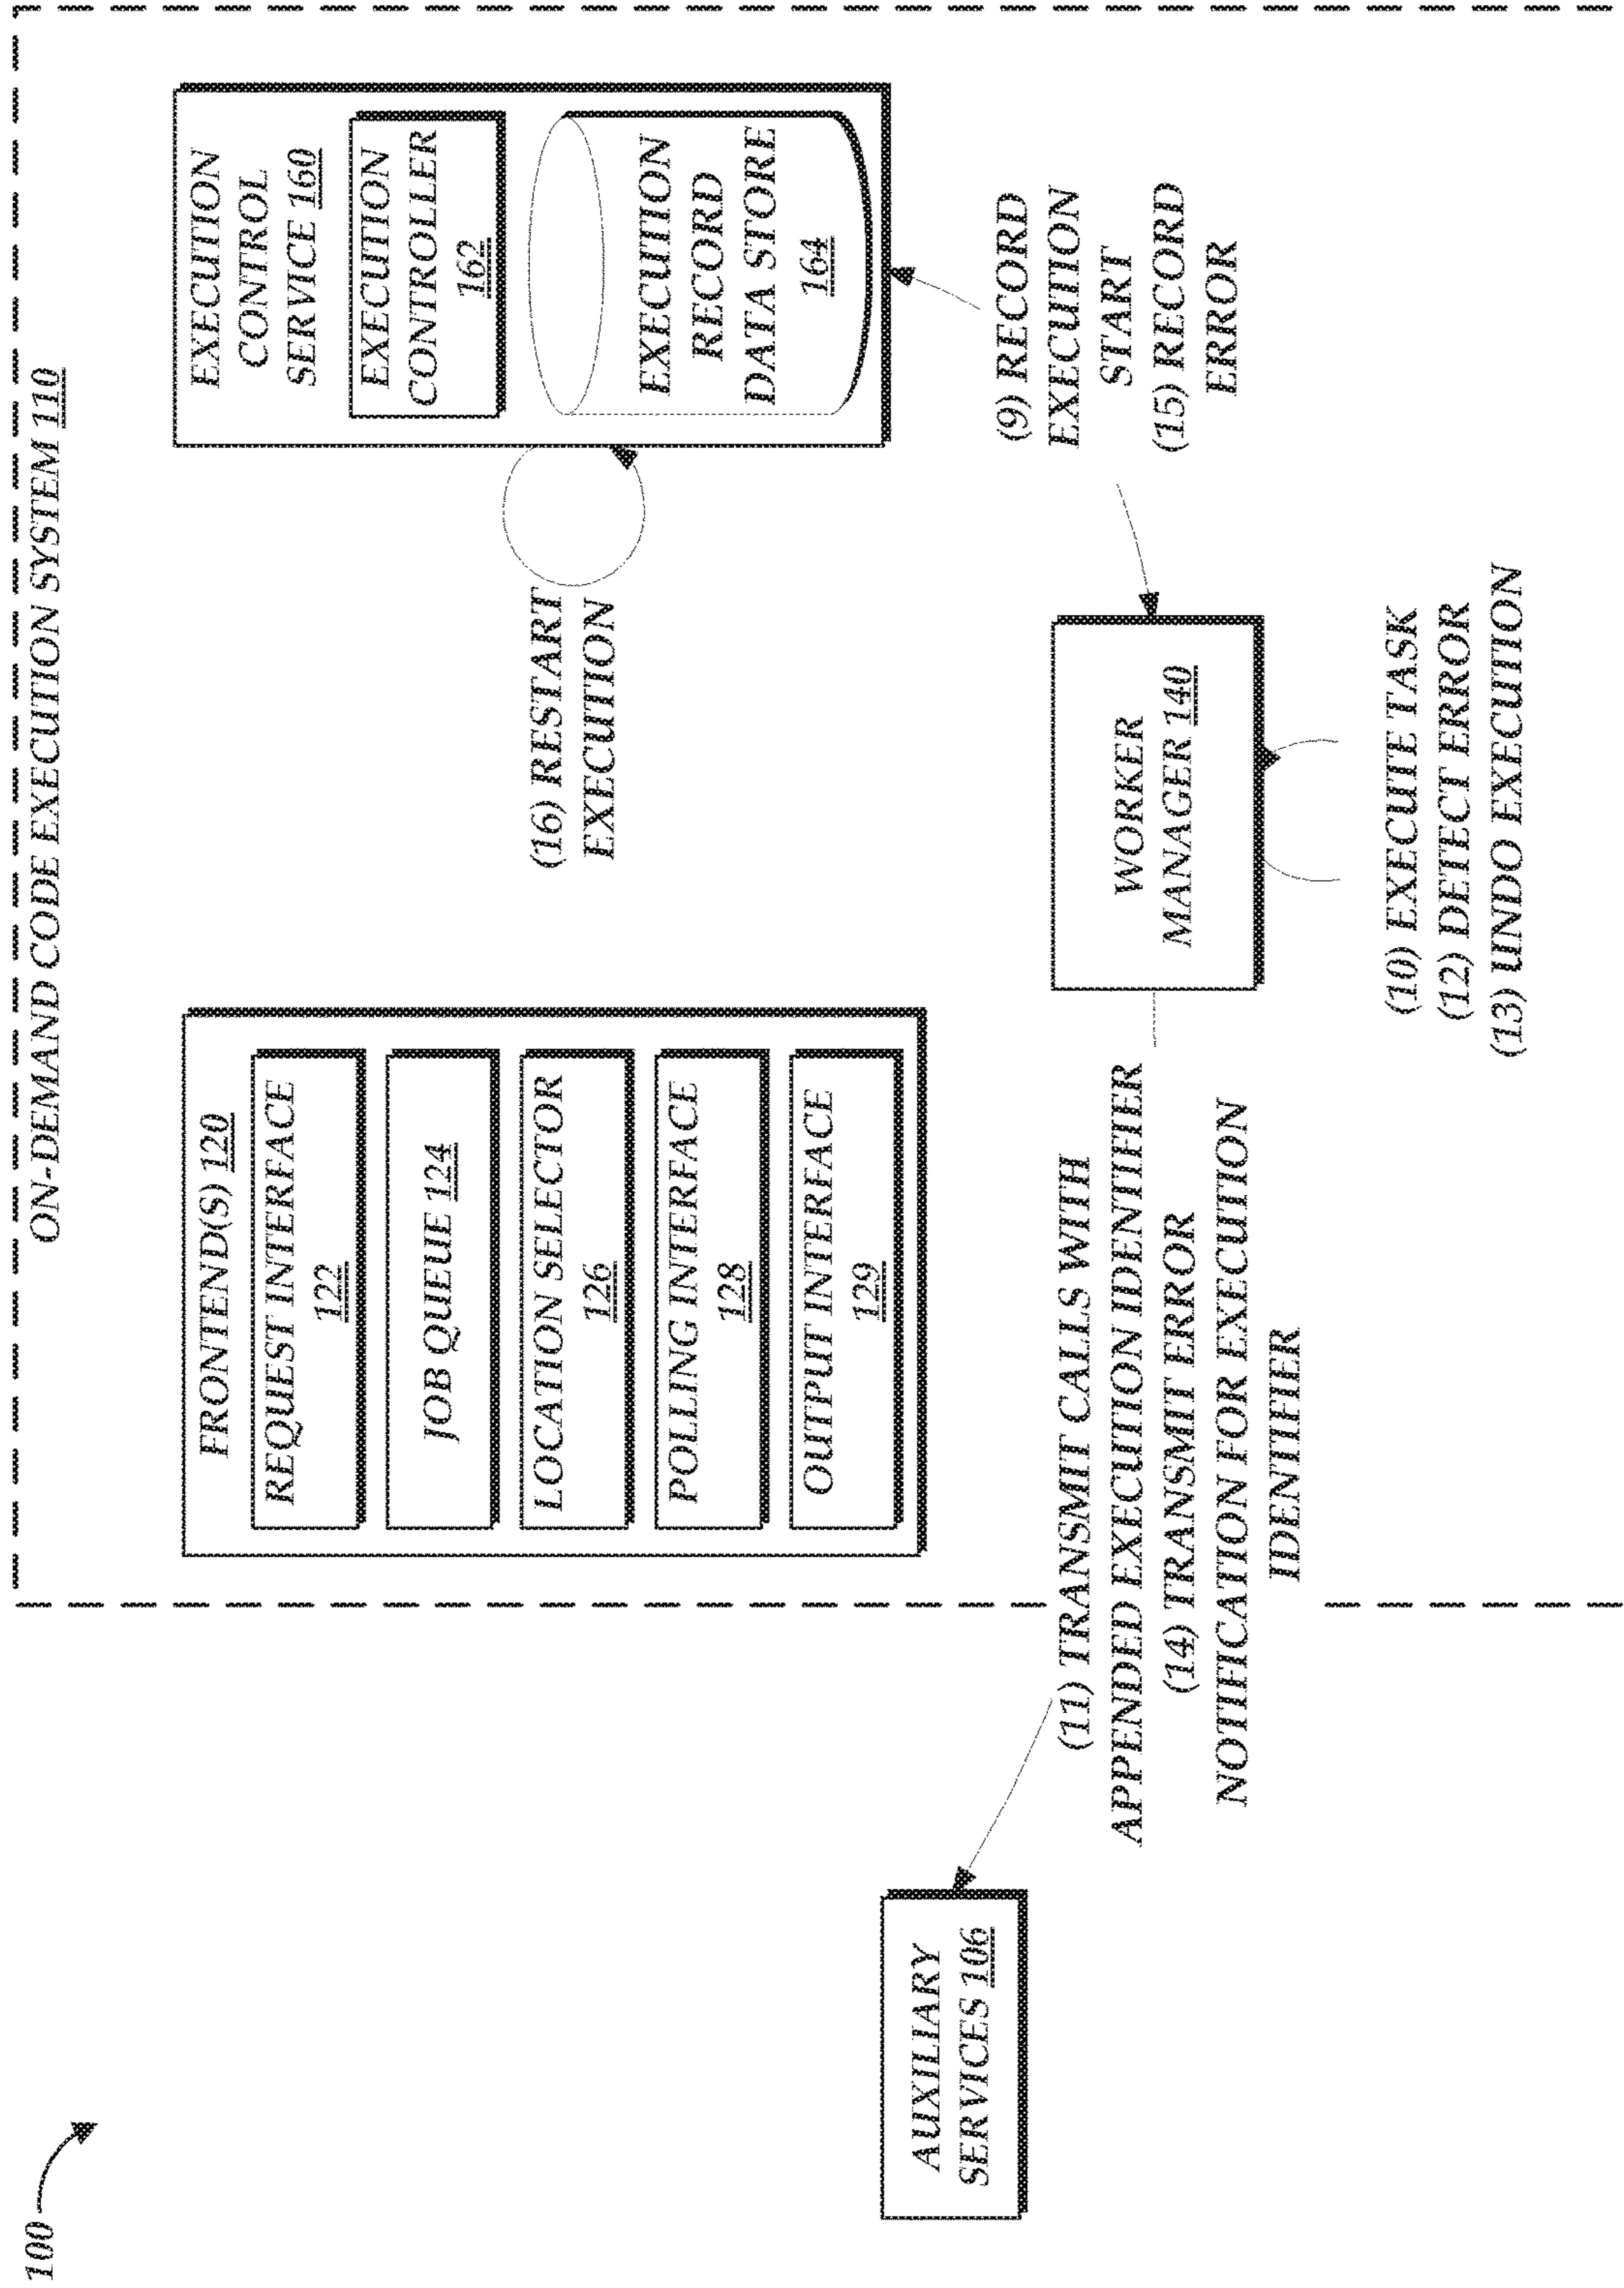 100
ON-DEMAND CODE EXECUTION SYSTEM 110
FRONTEND(S) 120
REQUEST INTERFACE
122
JOB QUEUE 124
LOCATION SELECTOR
126
POLLING INTERFACE
128
OUTPUT INTERFACE
129
EXECUTION
CONTROL
SERVICE 160
EXECUTION
CONTROLLER
162
EXECUTION
RECORD
DATA STORE
164
(16) RESTART
EXECUTION
AUXILIARY
SERVICES 106
(11) TRANSMIT CALLS WITH
APPENDED EXECUTION IDENTIFIER
(14) TRANSMIT ERROR
NOTIFICATION FOR EXECUTION
IDENTIFIER
WORKER
MANAGER 140
(9) RECORD
EXECUTION
START
(15) RECORD
ERROR
(10) EXECUTE TASK
(12) DETECT ERROR
(13) UNDO EXECUTION